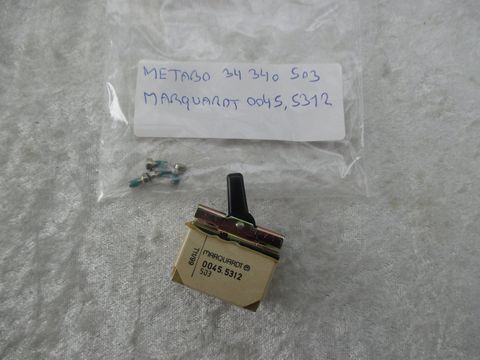 METABO 34 340 503
MARQUARDT 0045,5312
MARQUARDT
0045.5312
503